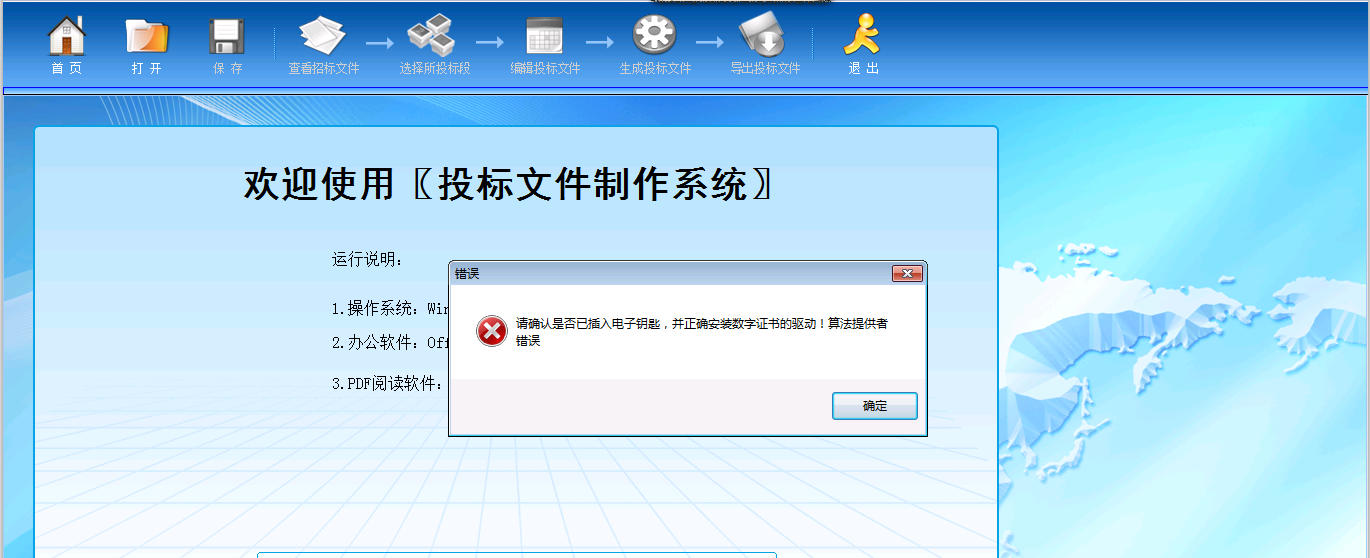 首 页
打 开
保 存
查看招标文件
选择所投标段
编辑投标文件
生成投标文件
导出投标文件
退 出
欢迎使用〖投标文件制作系统〗
运行说明：
1.操作系统：Win
2.办公软件：Off
3.PDF阅读软件：
错误
请确认是否已插入电子钥匙，并正确安装数字证书的驱动！算法提供者
错误
确定